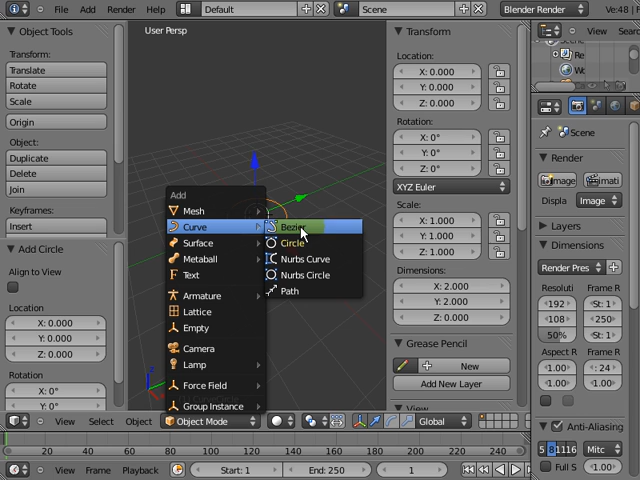 File Add Render Help Default Scene Blender Render Ve:48 | F
Object Tools
Transform:
Translate
Rotate
Scale
Origin
Object:
Duplicate
Delete
Join
Keyframes:
Insert
Add Circle
Align to View
Location
X: 0.000
Y: 0.000
Z: 0.000
Rotation
X: 0°
Y: 0°
User Persp
Add
Mesh
Curve
Surface
Metaball
Text
Armature
Lattice
Empty
Camera
Lamp
Force Field
Group Instance
Bezier
Circle
Nurbs Curve
Nurbs Circle
Path
Transform
Location:
X: 0.000
Y: 0.000
Z: 0.000
Rotation:
X: 0°
Y: 0°
Z: 0°
XYZ Euler
Scale:
X: 1.000
Y: 1.000
Z: 1.000
Dimensions:
X: 2.000
Y: 2.000
Z: 0.000
Grease Pencil
New
Add New Layer
View
View Sear
Re
Scene
Render
Image
Displa Image
Layers
Dimensions
Render Pres
Resoluti Frame R
192 St: 1
108 250
50% St: 1
Aspect R Frame R
1.00 : 24
1.00
Anti-Aliasing
5 8 11 16 Mitc
Full S :1.00
View Select Object Object Mode Global
20 40 60 80 100 120 140 160 180 200 220 240
View Frame Playback Start: 1 End: 250 1